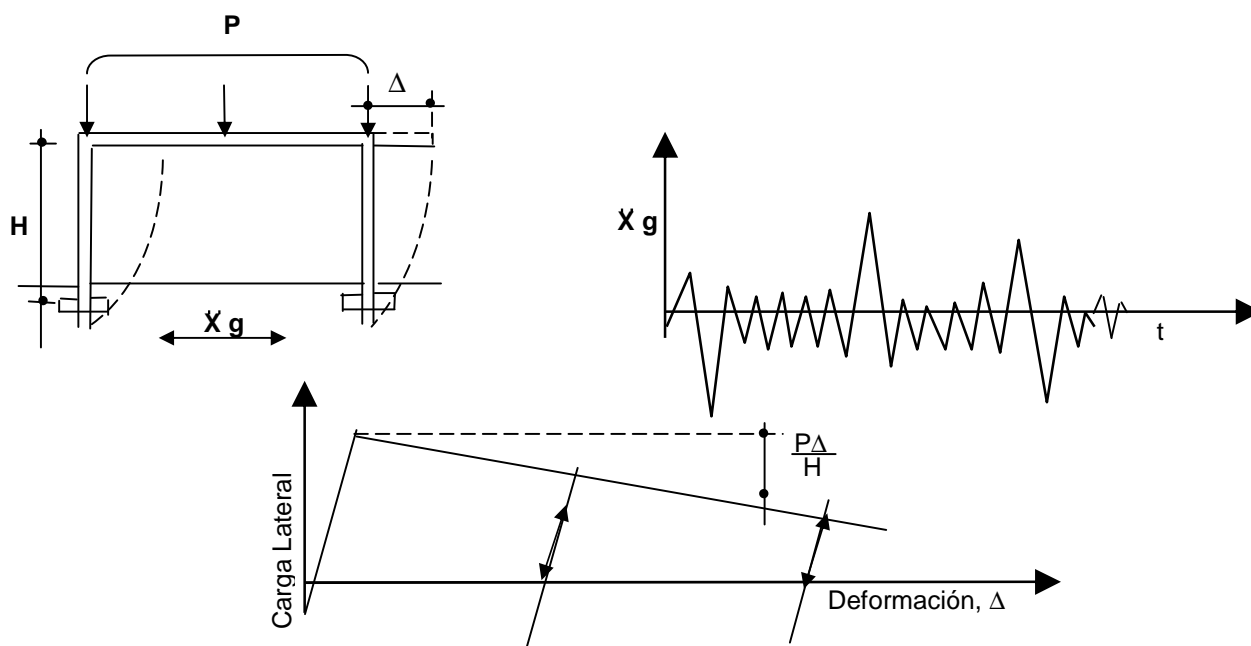 P
Δ
H
Ẍ g
Ẍ g
t
PΔ
H
Carga Lateral
Deformación, Δ